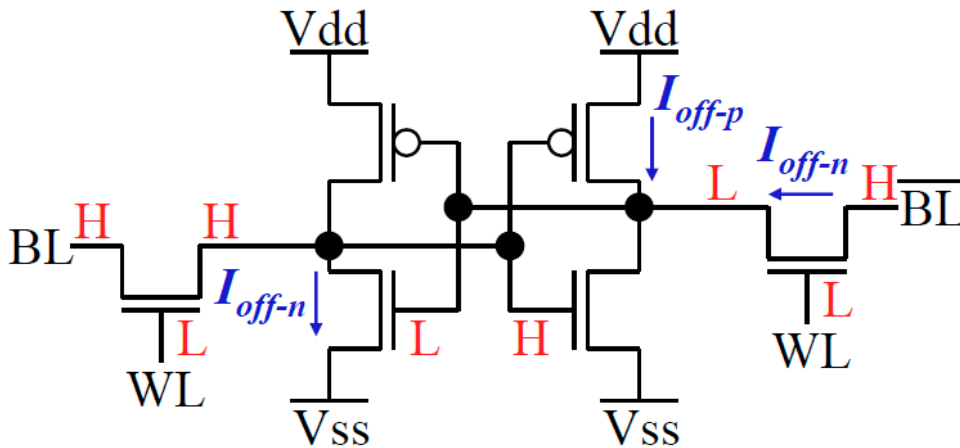 Vdd Vdd
I_off-p
I_off-n
L H
H H
BL BL
I_off-n
L L H L
WL WL
Vss Vss